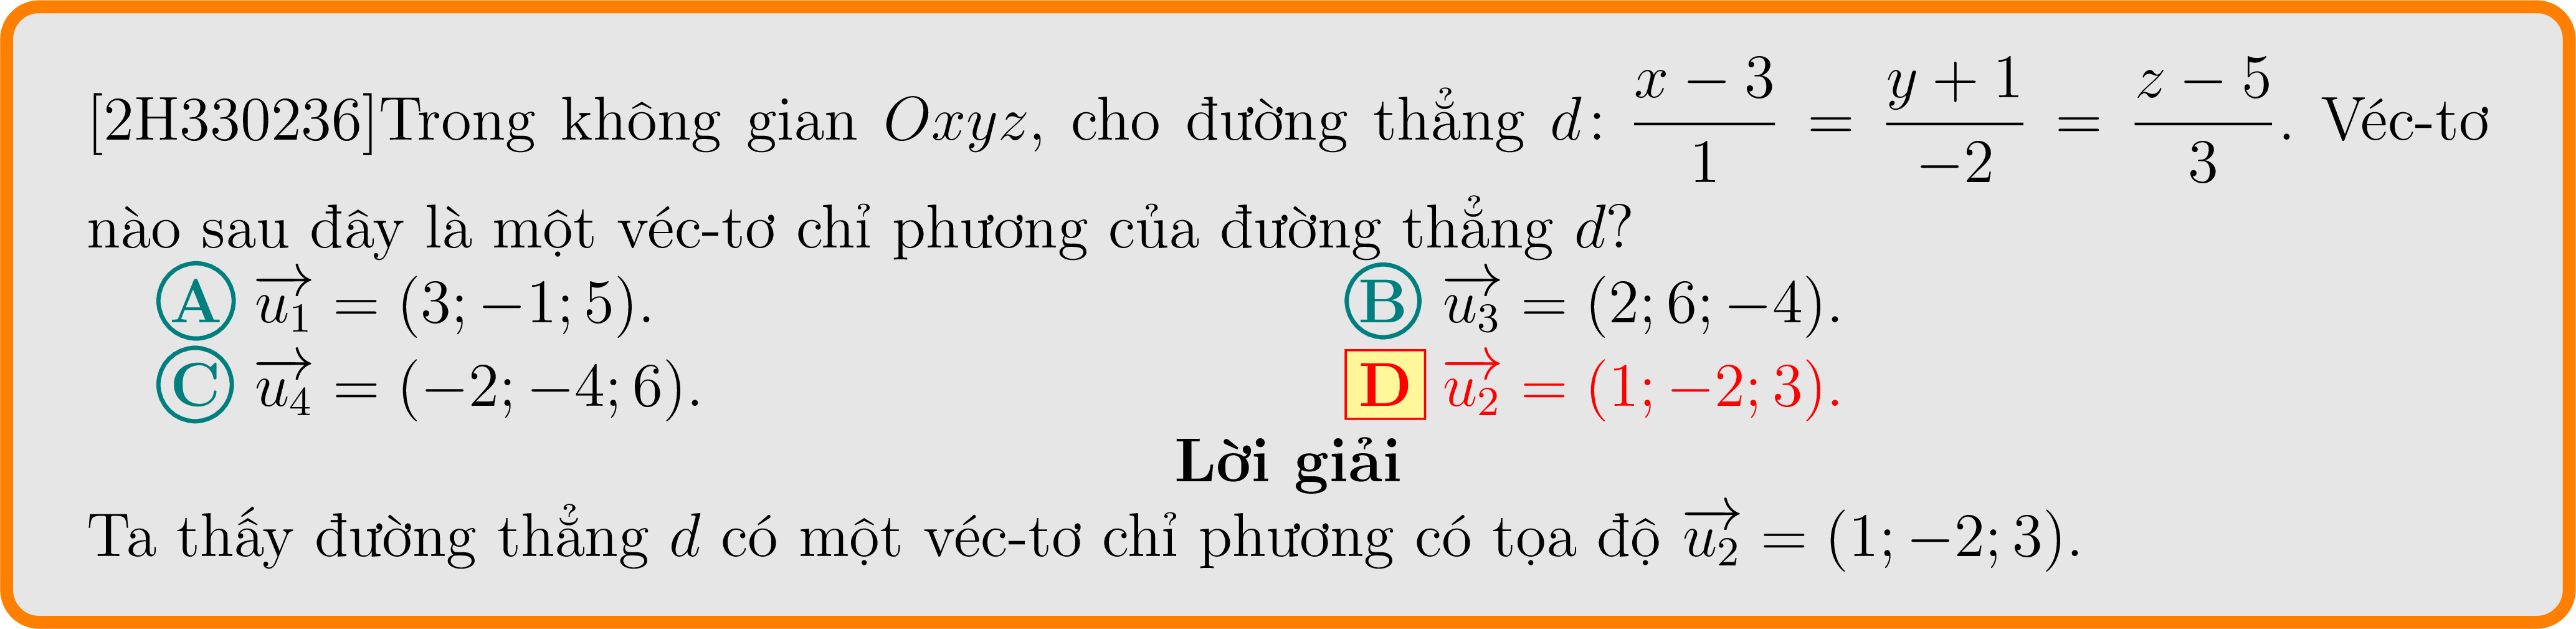 [2H330236]Trong không gian $Oxyz$, cho đường thẳng $d\colon \dfrac{x-3}{1} = \dfrac{y+1}{-2} = \dfrac{z-5}{3}$. Véc-tơ
nào sau đây là một véc-tơ chỉ phương của đường thẳng $d$?
A $\overrightarrow{u_1} = (3; -1; 5)$. B $\overrightarrow{u_3} = (2; 6; -4)$.
C $\overrightarrow{u_4} = (-2; -4; 6)$. D $\overrightarrow{u_2} = (1; -2; 3)$.
Lời giải
Ta thấy đường thẳng $d$ có một véc-tơ chỉ phương có tọa độ $\overrightarrow{u_2} = (1; -2; 3)$.